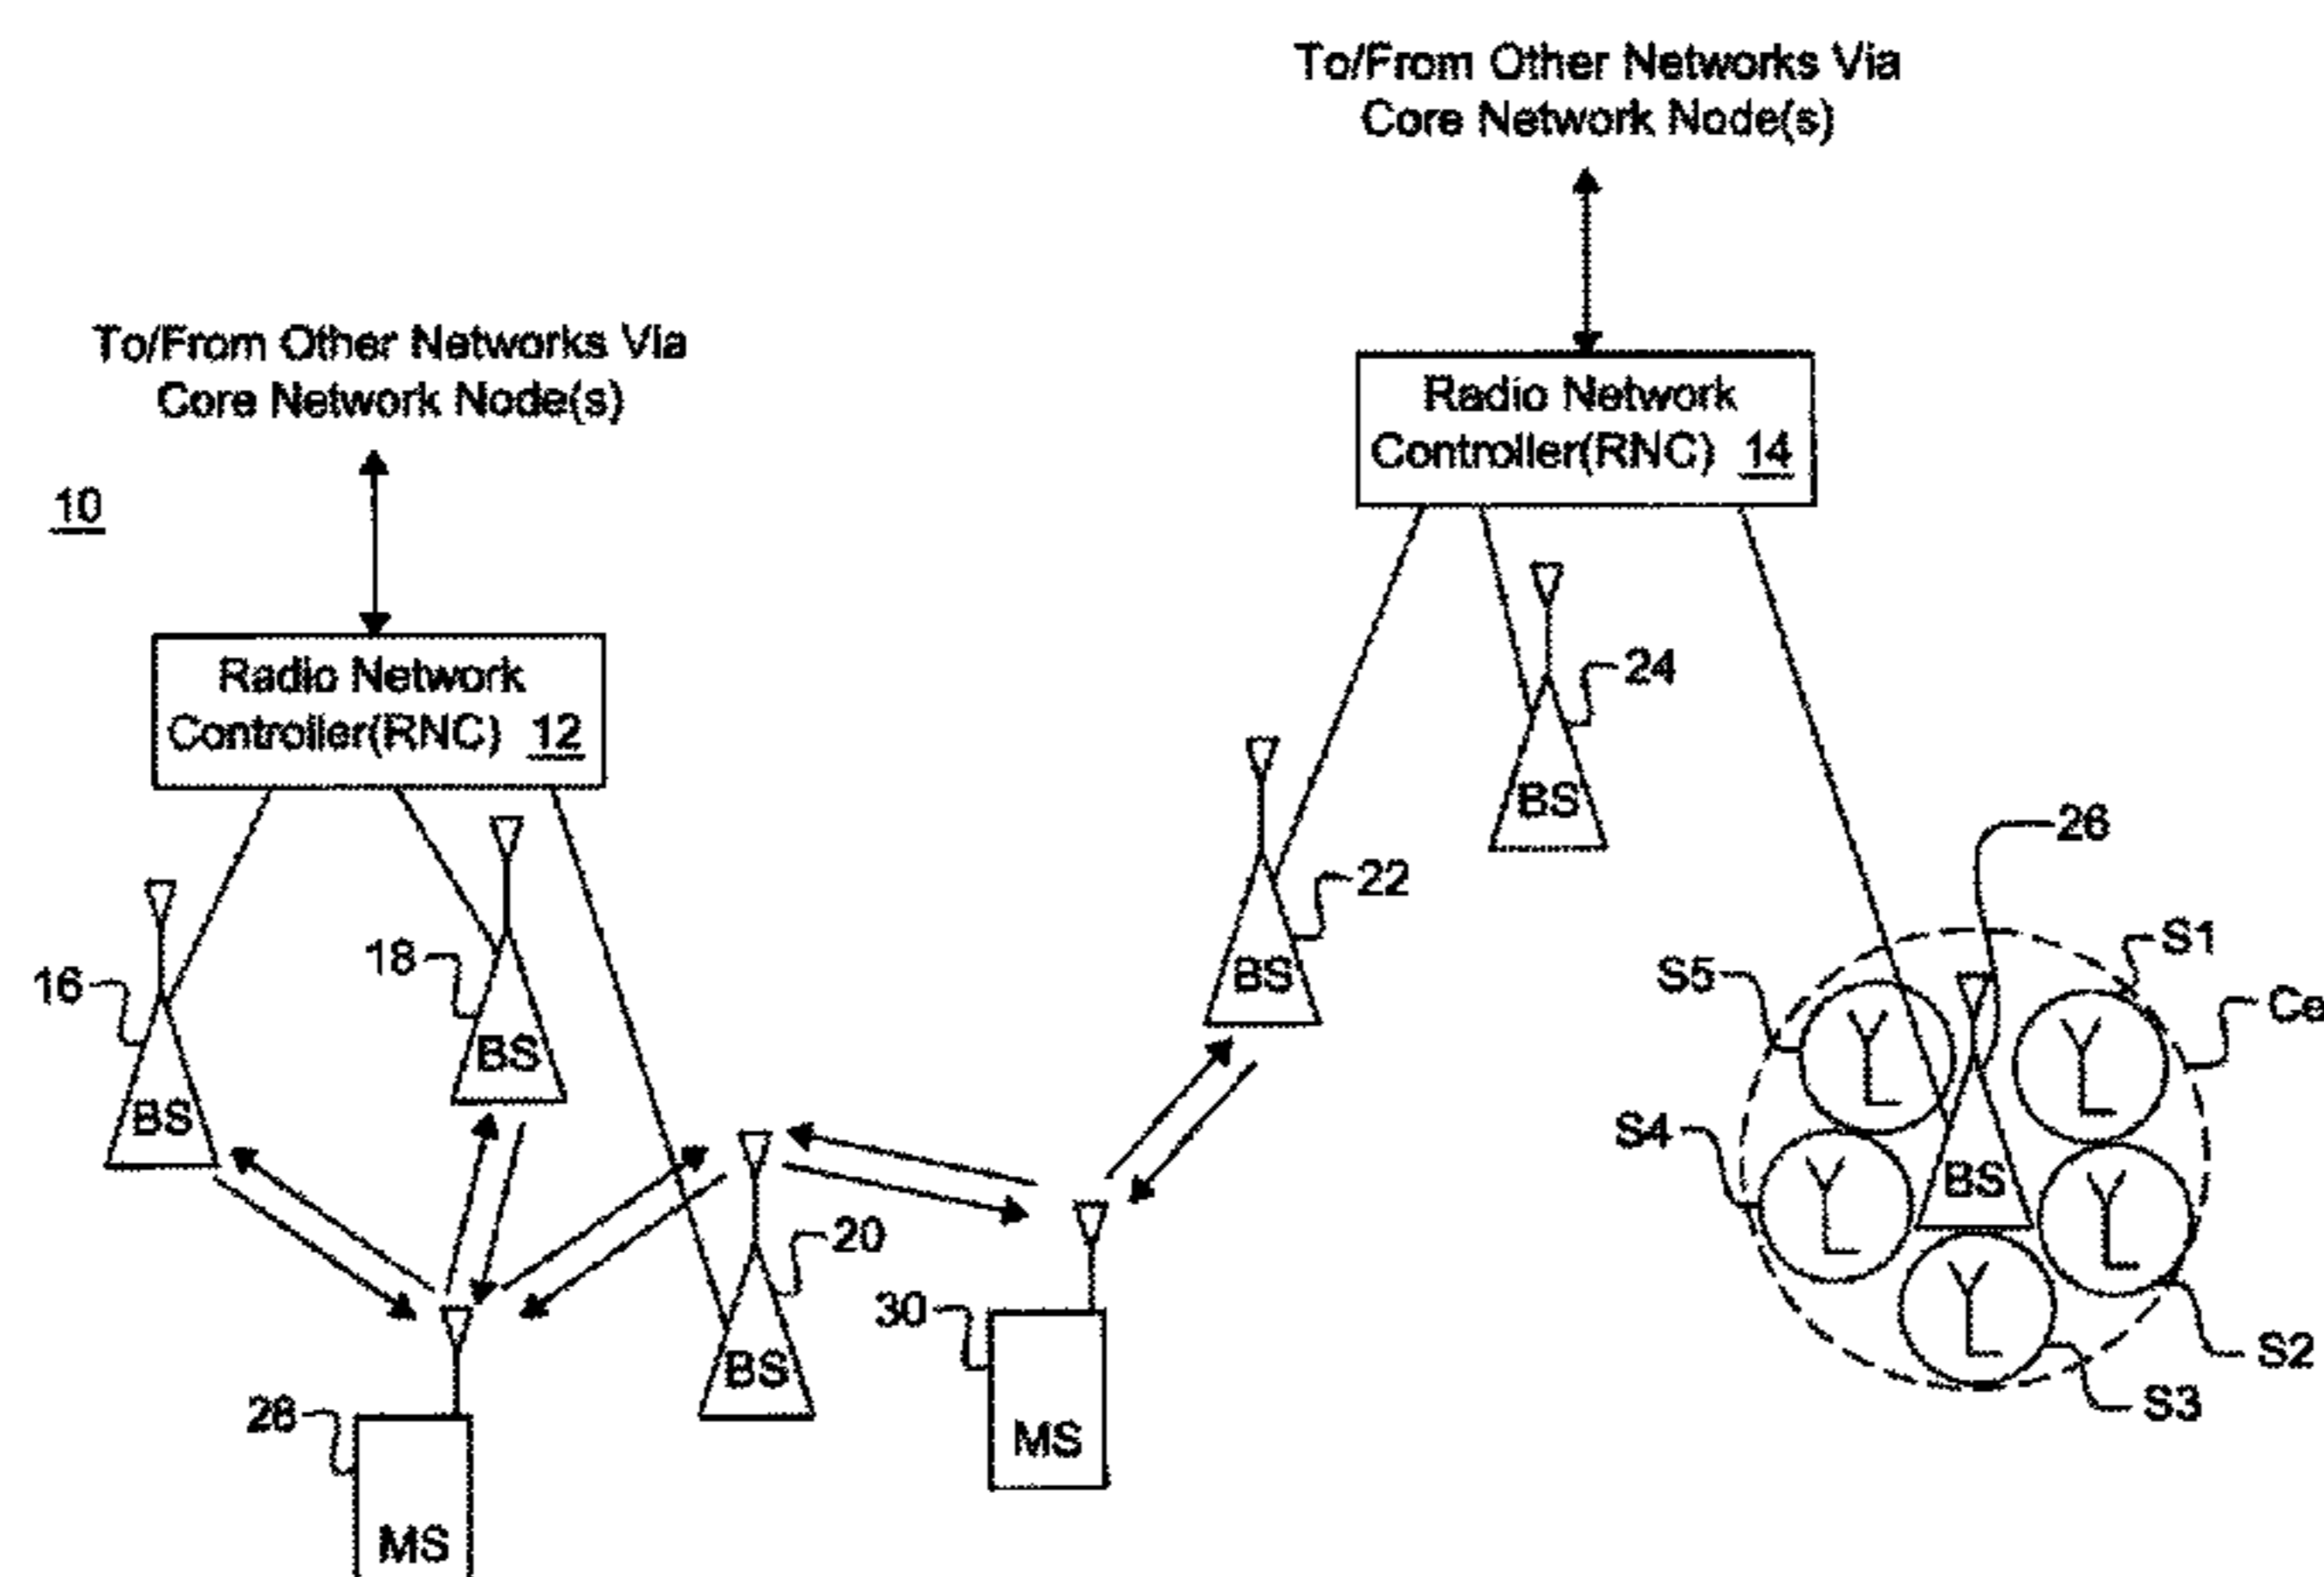 To/From Other Networks Via
Core Network Node(s)
To/From Other Networks Via
Core Network Node(s)
10
Radio Network
Controller(RNC) 14
Radio Network
Controller(RNC) 12
24
BS
26
22
BS
S1
18
S5
16
Ce
BS
BS
S4
BS
20
30
S2
BS
S3
28
MS
MS